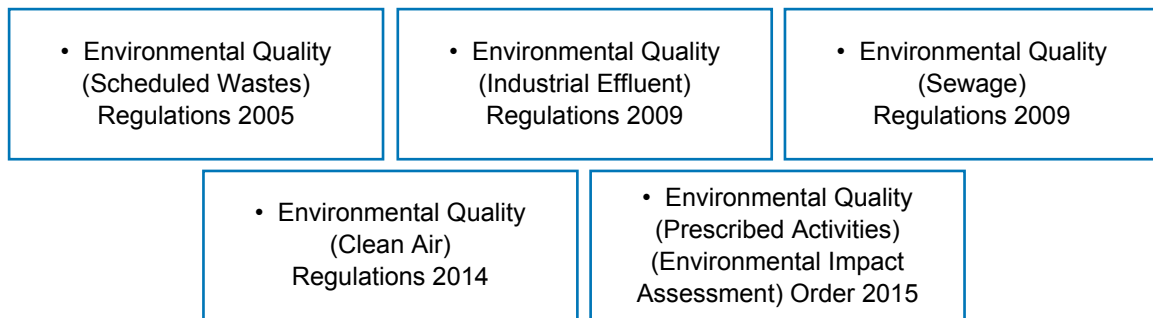 • Environmental Quality
(Scheduled Wastes)
Regulations 2005
• Environmental Quality
(Industrial Effluent)
Regulations 2009
• Environmental Quality
(Sewage)
Regulations 2009
• Environmental Quality
(Clean Air)
Regulations 2014
• Environmental Quality
(Prescribed Activities)
(Environmental Impact
Assessment) Order 2015